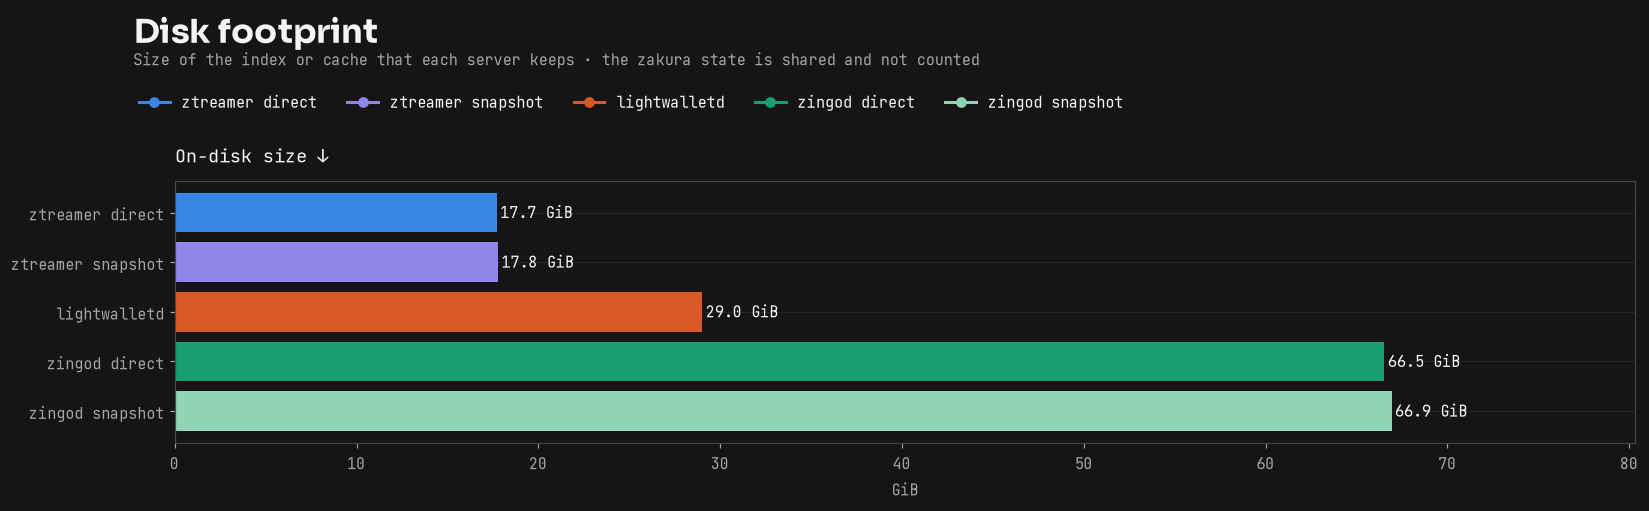 Disk footprint
Size of the index or cache that each server keeps · the zakura state is shared and not counted
ztreamer direct ztreamer snapshot lightwalletd zingod direct zingod snapshot
On-disk size ↓
ztreamer direct 17.7 GiB
ztreamer snapshot 17.8 GiB
lightwalletd 29.0 GiB
zingod direct 66.5 GiB
zingod snapshot 66.9 GiB
0 10 20 30 40 50 60 70 80
GiB